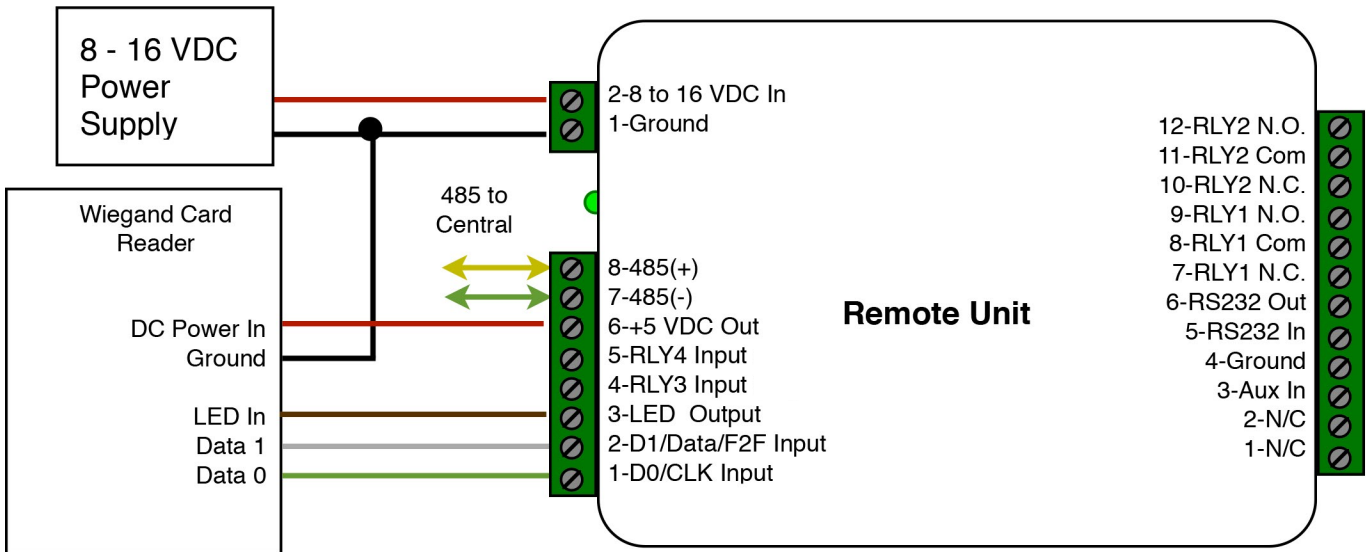 8 - 16 VDC
Power
Supply
2-8 to 16 VDC In
1-Ground
Wiegand Card
Reader
DC Power In
Ground
LED In
Data 1
Data 0
485 to
Central
8-485(+)
7-485(-)
6-+5 VDC Out
5-RLY4 Input
4-RLY3 Input
3-LED  Output
2-D1/Data/F2F Input
1-D0/CLK Input
Remote Unit
12-RLY2 N.O.
11-RLY2 Com
10-RLY2 N.C.
9-RLY1 N.O.
8-RLY1 Com
7-RLY1 N.C.
6-RS232 Out
5-RS232 In
4-Ground
3-Aux In
2-N/C
1-N/C